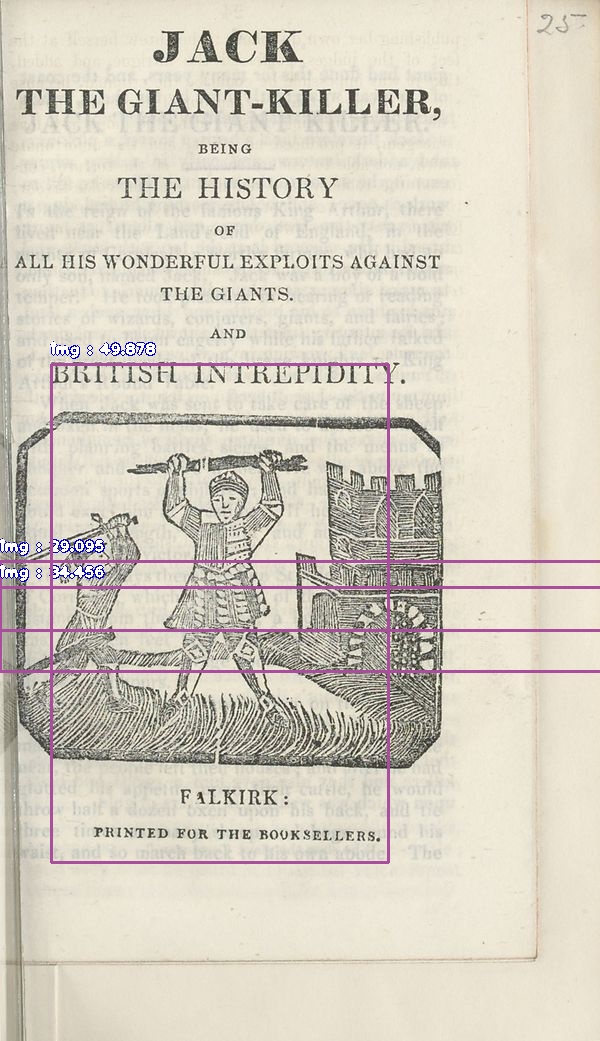 25
JACK
THE GIANT-KILLER,
BEING
THE HISTORY
OF
ALL HIS WONDERFUL EXPLOITS AGAINST
THE GIANTS.
AND
img : 49.878
BRITISH INTREPIDITY.
img : 29.095
img : 34.456
FALKIRK:
PRINTED FOR THE BOOKSELLERS.